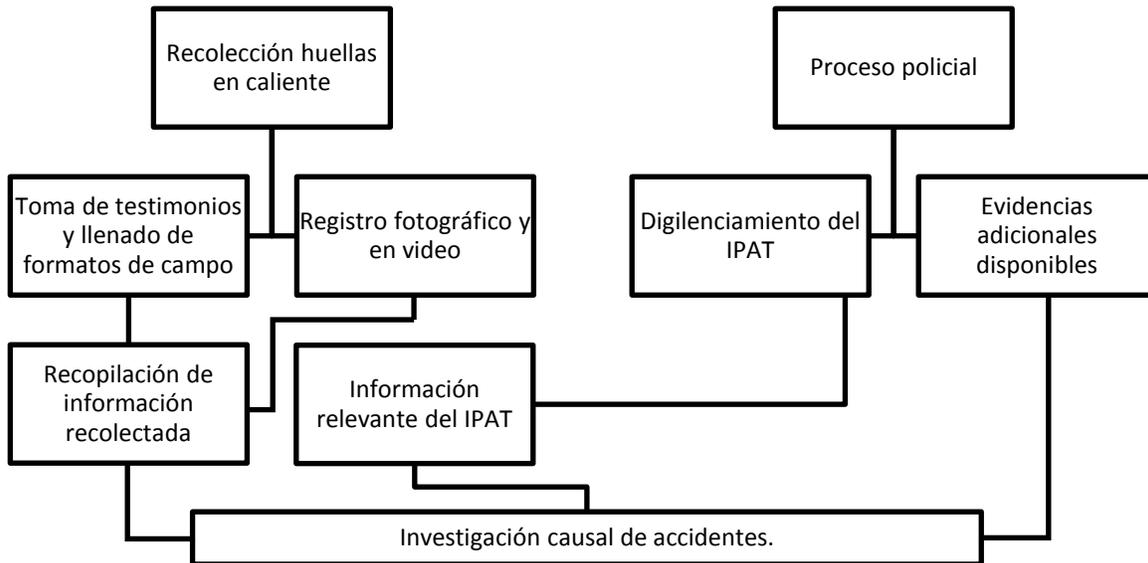 Recolección huellas
en caliente
Proceso policial
Toma de testimonios
y llenado de
formatos de campo
Registro fotográfico y
en video
Digilenciamiento del
IPAT
Evidencias
adicionales
disponibles
Recopilación de
información
recolectada
Información
relevante del IPAT
Investigación causal de accidentes.